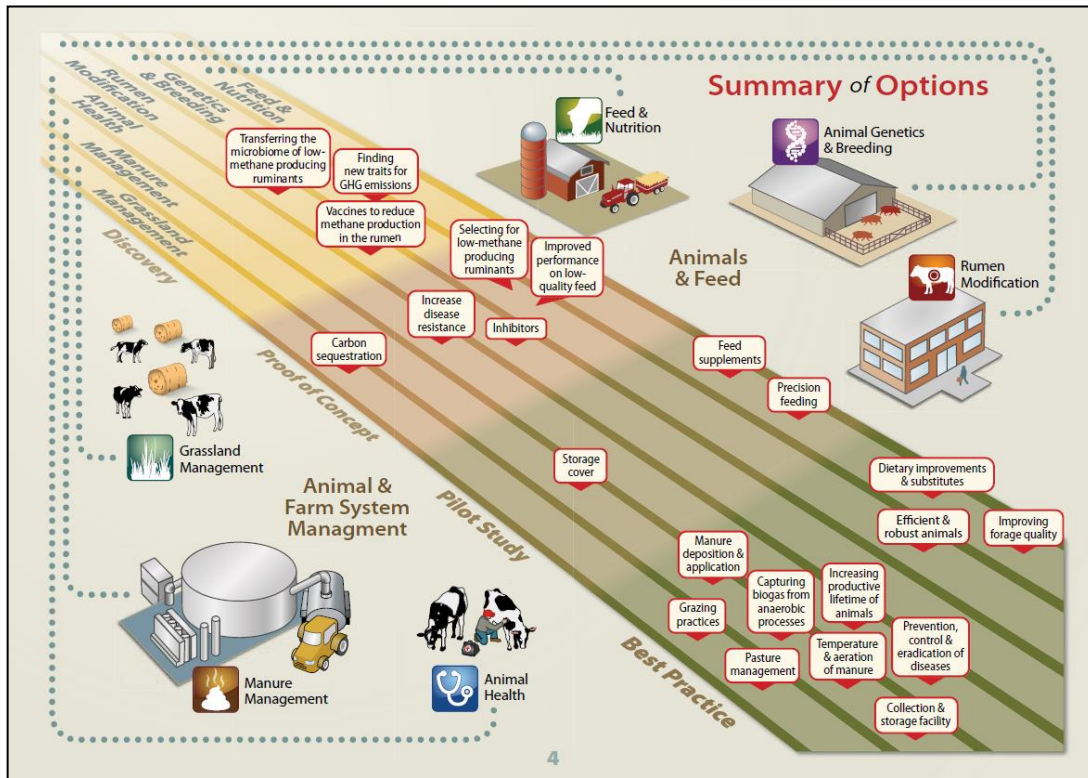 Summary of Options
Feed &
Nutrition
Genetics
& Breeding
Rumen
Modification
Animal
Health
Manure
Management
Grassland
Management
Discovery
Proof of Concept
Pilot Study
Best Practice
Feed &
Nutrition
Animal Genetics
& Breeding
Rumen
Modification
Animals
& Feed
Transferring the
microbiome of low-
methane producing
ruminants
Finding
new traits for
GHG emissions
Vaccines to reduce
methane production
in the rumen
Selecting for
low-methane
producing
ruminants
Improved
performance
on low-
quality feed
Increase
disease
resistance
Inhibitors
Carbon
sequestration
Feed
supplements
Precision
feeding
Storage
cover
Dietary improvements
& substitutes
Efficient &
robust animals
Improving
forage quality
Manure
deposition &
application
Capturing
biogas from
anaerobic
processes
Increasing
productive
lifetime of
animals
Grazing
practices
Pasture
management
Temperature
& aeration
of manure
Prevention,
control &
eradication of
diseases
Collection &
storage facility
Grassland
Management
Animal &
Farm System
Managment
Manure
Management
Animal
Health
4